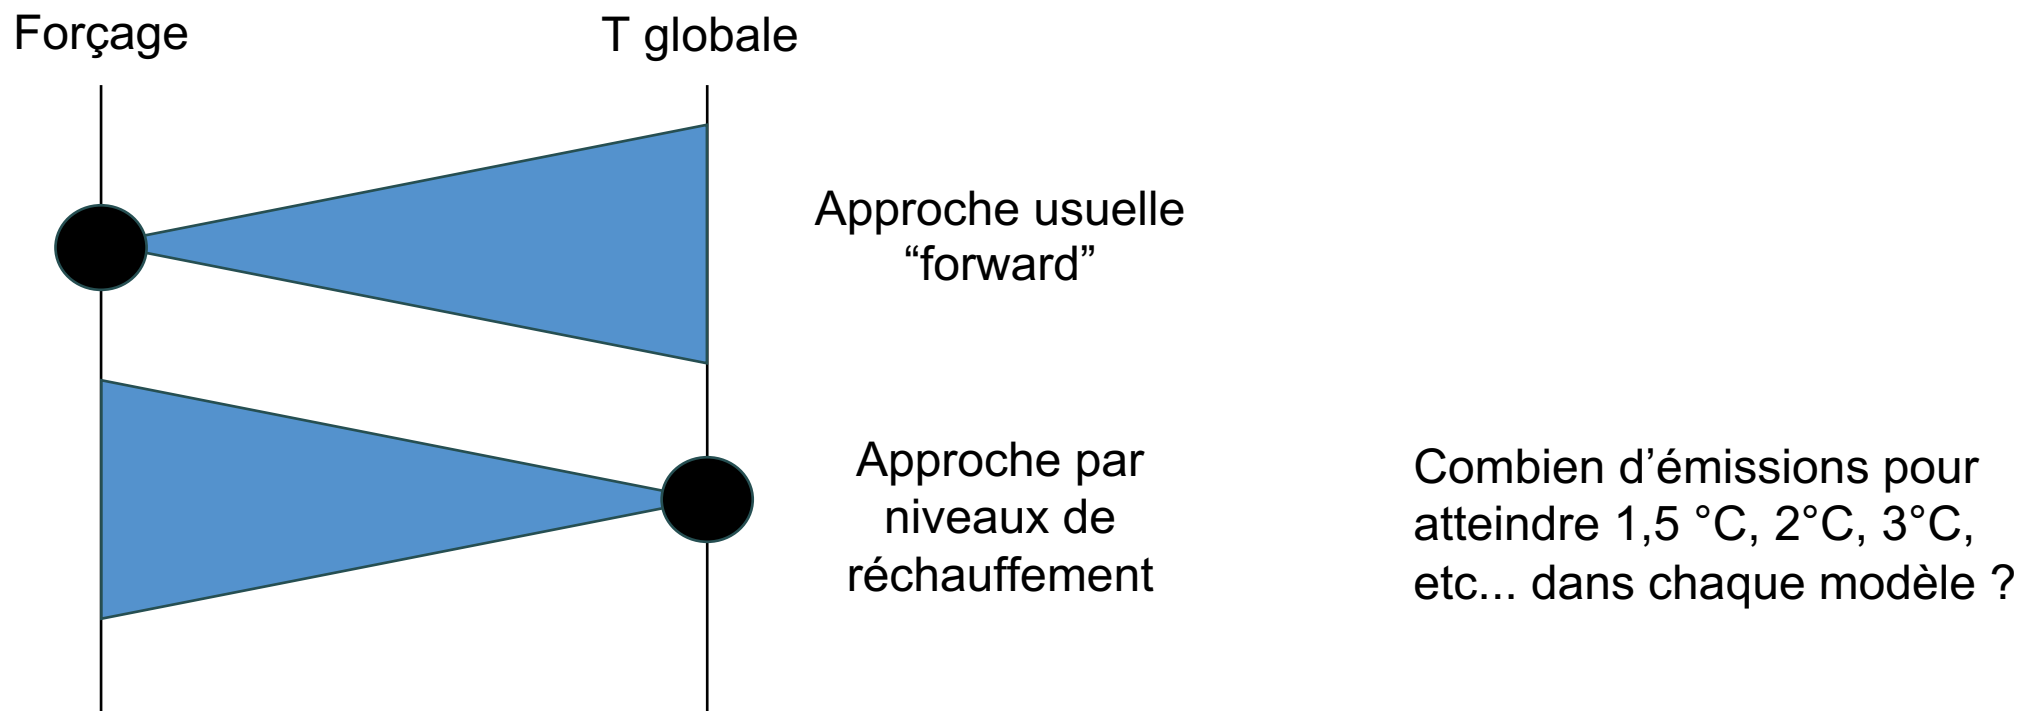 Forçage
T globale
Approche usuelle
“forward”
Approche par
niveaux de
réchauffement
Combien d’émissions pour
atteindre 1,5 °C, 2°C, 3°C,
etc... dans chaque modèle ?